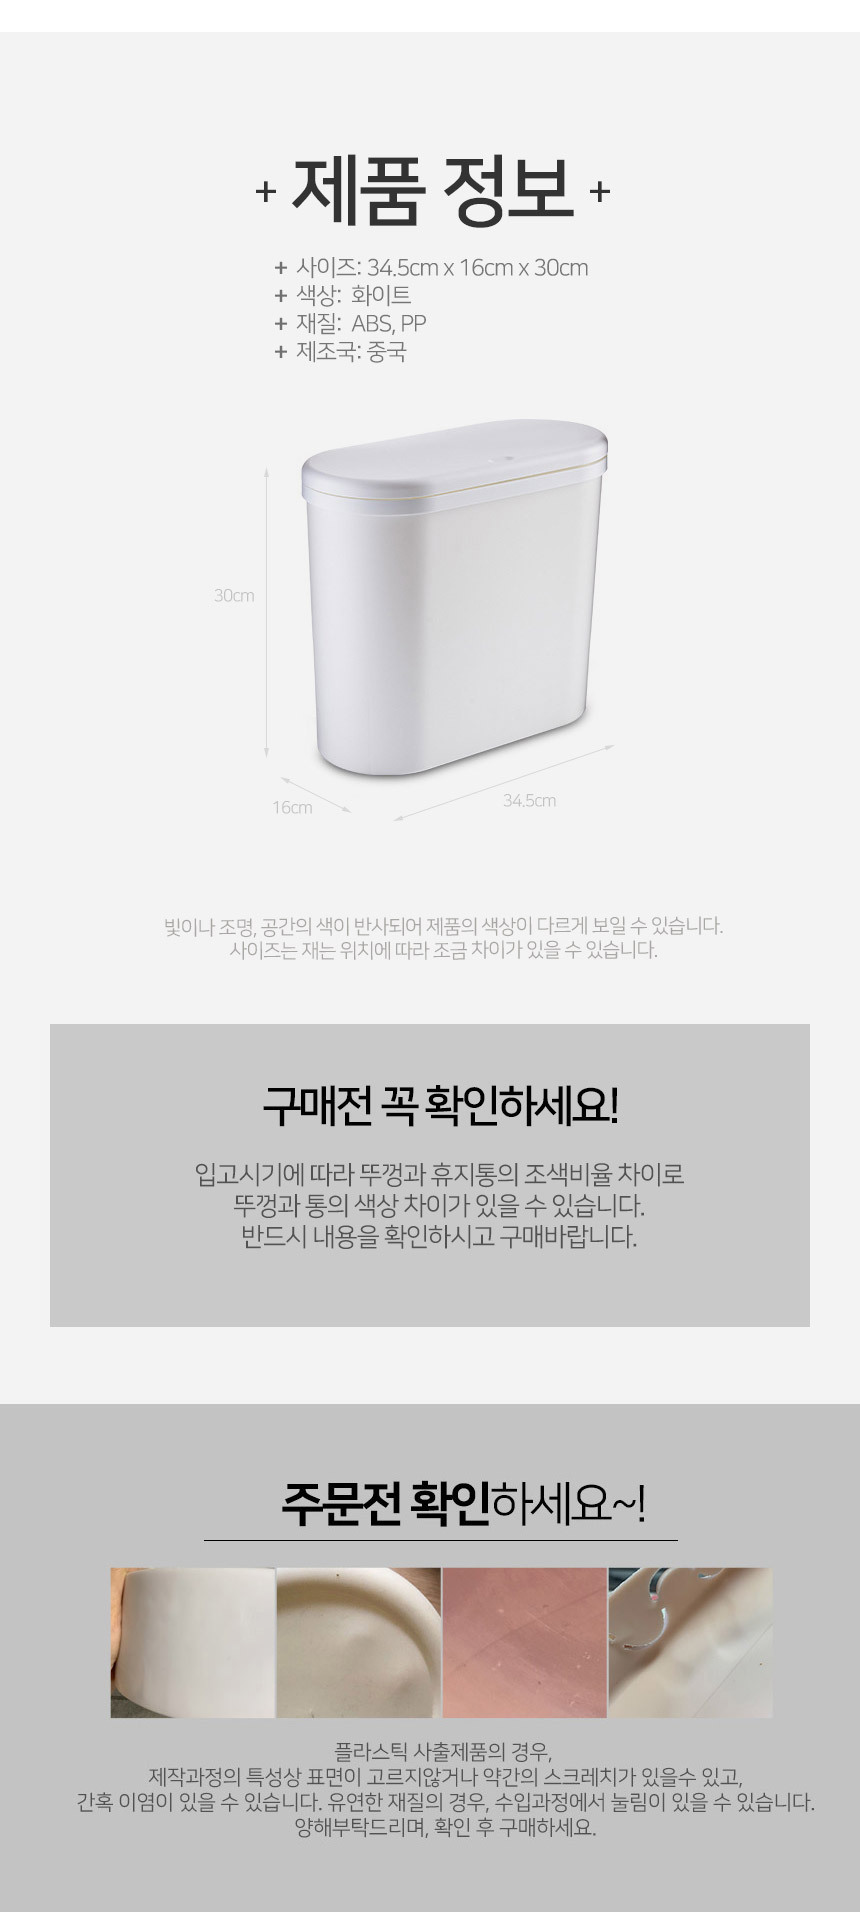 + 제품 정보 +
+ 사이즈: 34.5cm x 16cm x 30cm
+ 색상: 화이트
+ 재질: ABS, PP
+ 제조국: 중국
30cm
16cm
34.5cm
빛이나 조명, 공간의 색이 반사되어 제품의 색상이 다르게 보일 수 있습니다.
사이즈는 재는 위치에 따라 조금 차이가 있을 수 있습니다.
구매전 꼭 확인하세요!
입고시기에 따라 뚜껑과 휴지통의 조색비율 차이로
뚜껑과 통의 색상 차이가 있을 수 있습니다.
반드시 내용을 확인하시고 구매바랍니다.
주문전 확인하세요~!
플라스틱 사출제품의 경우,
제작과정의 특성상 표면이 고르지않거나 약간의 스크레치가 있을수 있고,
간혹 이염이 있을 수 있습니다. 유연한 재질의 경우, 수입과정에서 눌림이 있을 수 있습니다.
양해부탁드리며, 확인 후 구매하세요.